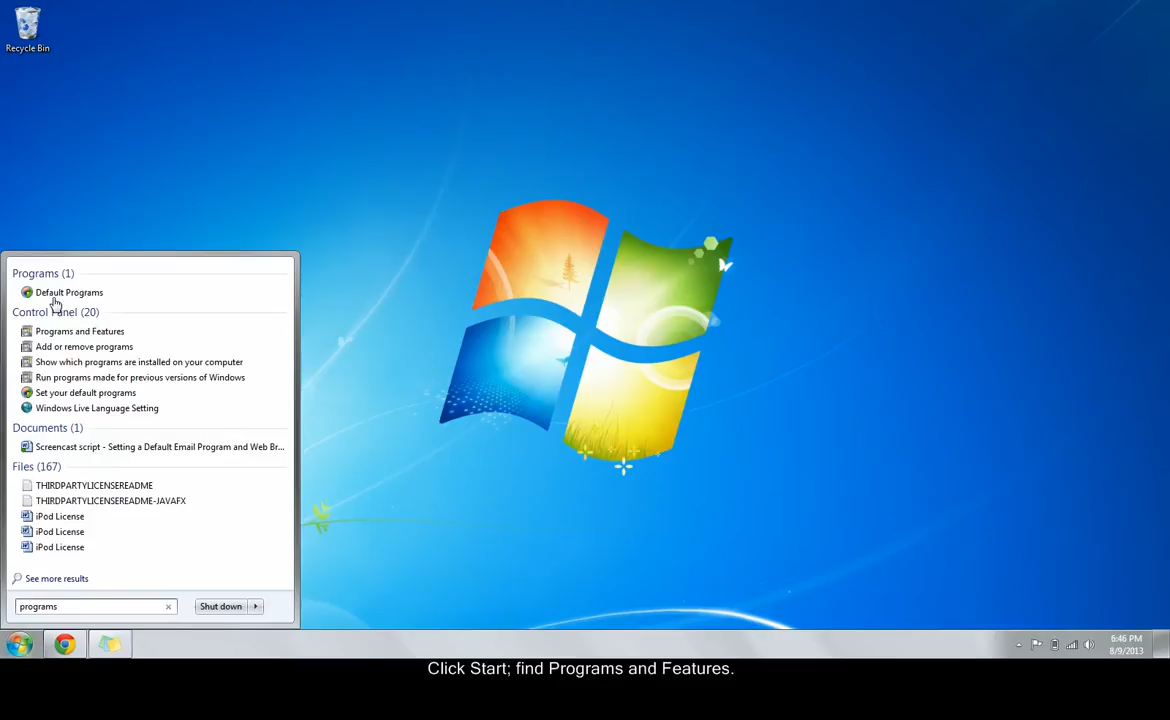 Recycle Bin
Programs (1)
Default Programs
Control Panel (20)
Programs and Features
Add or remove programs
Show which programs are installed on your computer
Run programs made for previous versions of Windows
Set your default programs
Windows Live Language Setting
Documents (1)
Screencast script - Setting a Default Email Program and Web Br...
Files (167)
THIRDPARTYLICENSEREADME
THIRDPARTYLICENSEREADME-JAVAFX
iPod License
iPod License
iPod License
See more results
programs
Shut down
6:46 PM
8/9/2013
Click Start; find Programs and Features.